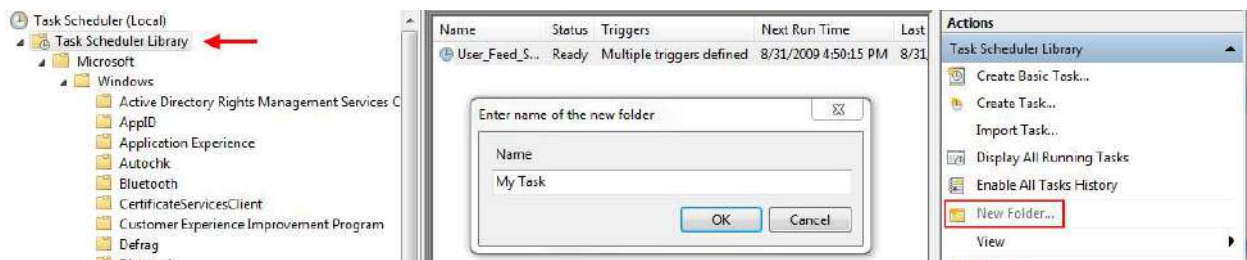 Task Scheduler (Local)
Task Scheduler Library
Microsoft
Windows
Active Directory Rights Management Services C
AppID
Application Experience
Autochk
Bluetooth
CertificateServicesClient
Customer Experience Improvement Program
Defrag
Name Status Triggers Next Run Time Last
User_Feed_S... Ready Multiple triggers defined 8/31/2009 4:50:15 PM 8/31
Enter name of the new folder
Name
My Task
OK Cancel
Actions
Task Scheduler Library
Create Basic Task...
Create Task...
Import Task...
Display All Running Tasks
Enable All Tasks History
New Folder...
View